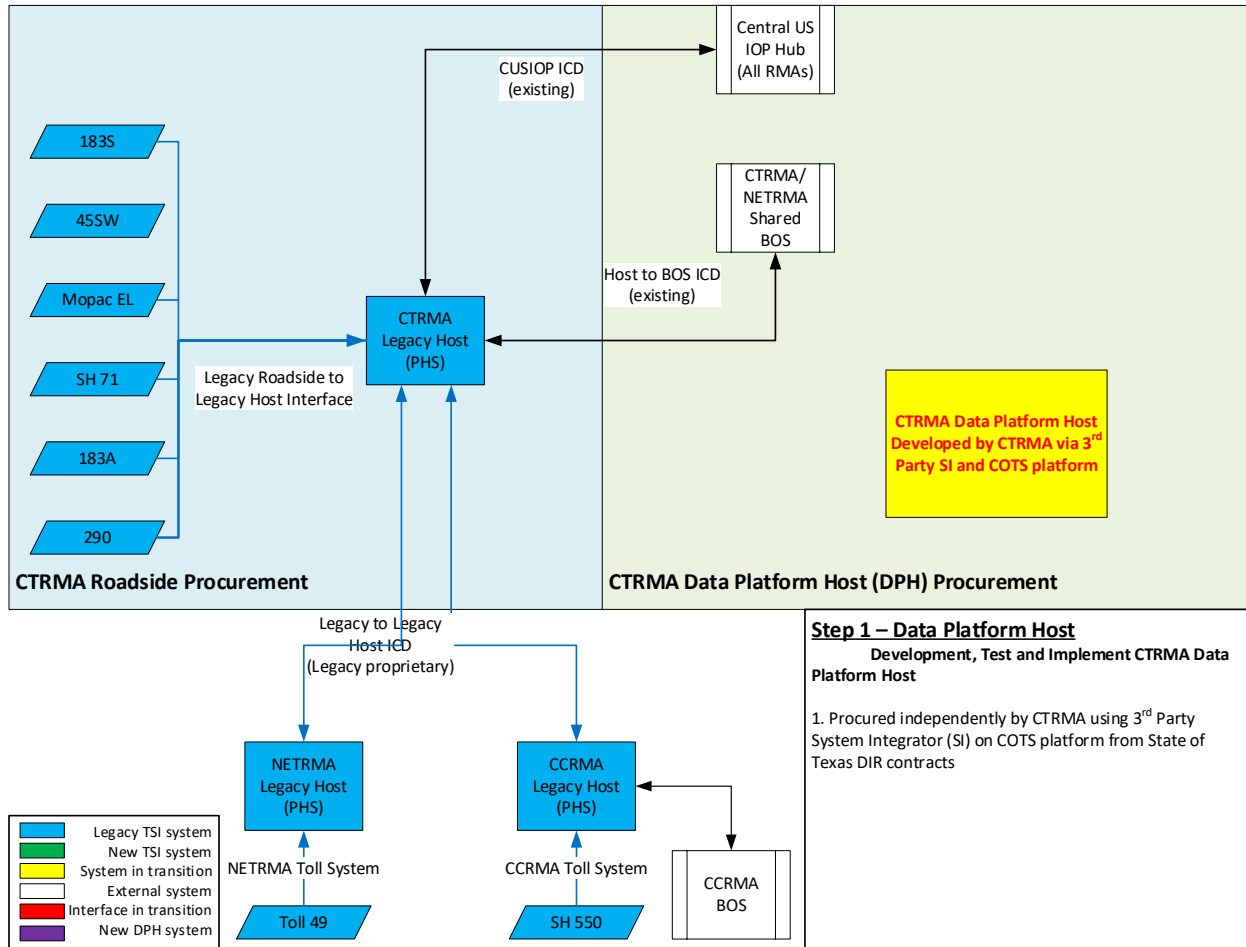 Central US
IOP Hub
(All RMAs)
CUSIOP ICD
(existing)
183S
45SW
Mopac EL
SH 71
183A
290
CTRMA/
NETRMA
Shared
BOS
Host to BOS ICD
(existing)
CTRMA
Legacy Host
(PHS)
Legacy Roadside to
Legacy Host Interface
CTRMA Data Platform Host
Developed by CTRMA via 3rd
Party SI and COTS platform
CTRMA Roadside Procurement
CTRMA Data Platform Host (DPH) Procurement
Legacy to Legacy
Host ICD
(Legacy proprietary)
Step 1 – Data Platform Host
Development, Test and Implement CTRMA Data
Platform Host
1. Procured independently by CTRMA using 3rd Party
System Integrator (SI) on COTS platform from State of
Texas DIR contracts
NETRMA
Legacy Host
(PHS)
CCRMA
Legacy Host
(PHS)
NETRMA Toll System
CCRMA Toll System
Toll 49
SH 550
CCRMA
BOS
Legacy TSI system
New TSI system
System in transition
External system
Interface in transition
New DPH system